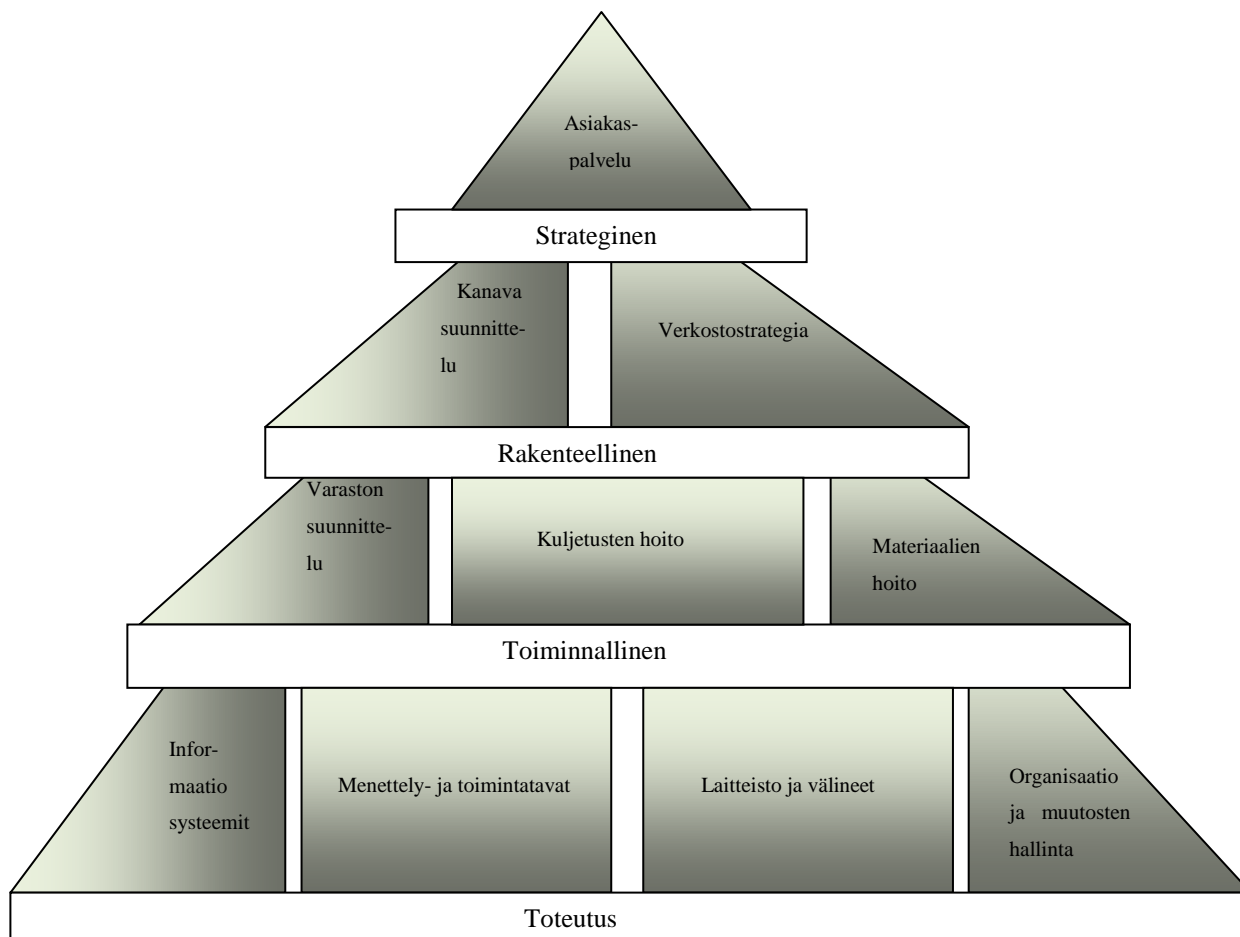 Asiakas-
palvelu
Strateginen
Kanava
suunnitte-
lu
Verkostostrategia
Rakenteellinen
Varaston
suunnitte-
lu
Kuljetusten hoito
Materiaalien
hoito
Toiminnallinen
Infor-
maatio
systeemit
Menettely- ja toimintatavat
Laitteisto ja välineet
Organisaatio
ja muutosten
hallinta
Toteutus